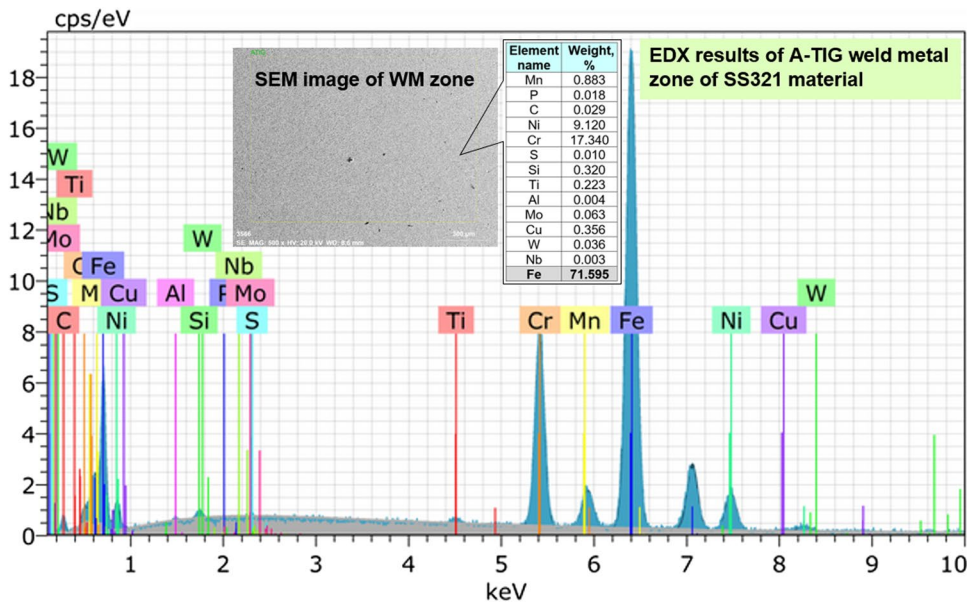 cps/eV
EDX results of A-TIG weld metal
zone of SS321 material
SEM image of WM zone
Element name Weight, %
Mn 0.883
P 0.018
C 0.029
Ni 9.120
Cr 17.340
S 0.010
Si 0.320
Ti 0.223
Al 0.004
Mo 0.063
Cu 0.356
W 0.036
Nb 0.003
Fe 71.595
18
16
14
12
10
8
6
4
2
0
W
Ti
Nb W
Mo Fe Nb
S M Cu Al Mo W
C Ni Si S Ti Cr Mn Fe Ni Cu
1 2 3 4 5 6 7 8 9 10
keV